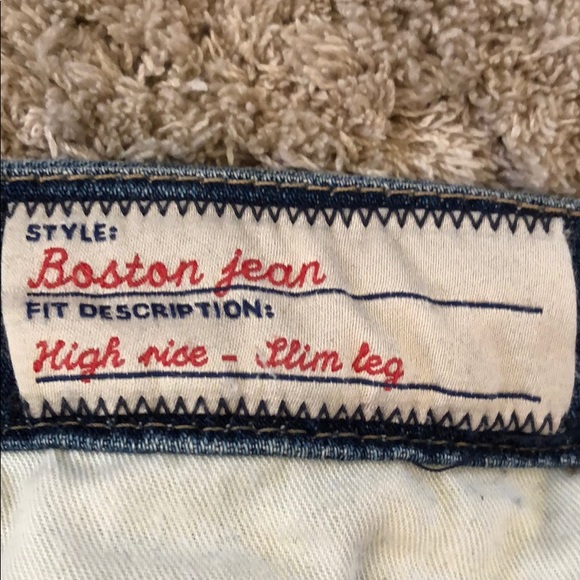 STYLE:
Boston jean
FIT DESCRIPTION:
High rise - Slim leg